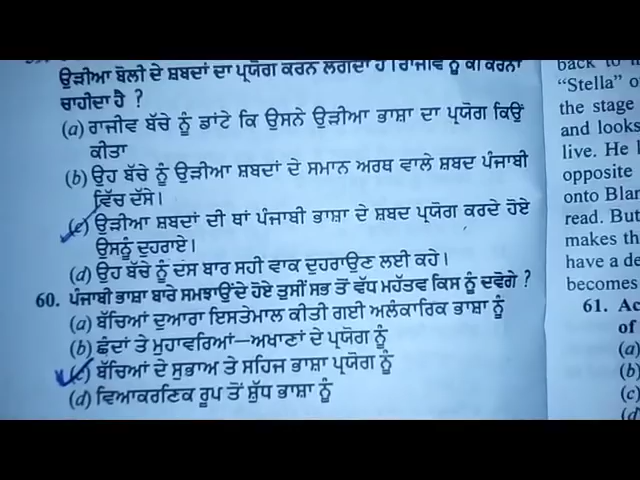 ਉੜੀਆ ਬੋਲੀ ਦੇ ਸ਼ਬਦਾਂ ਦਾ ਪ੍ਰਯੋਗ ਕਰਨ ਲਗਦਾ ਹੈ। ਰਾਜੀਵ ਨੂੰ ਕੀ ਕਰਨਾ
ਚਾਹੀਦਾ ਹੈ ?
(a) ਰਾਜੀਵ ਬੱਚੇ ਨੂੰ ਡਾਂਟੇ ਕਿ ਉਸਨੇ ਉੜੀਆ ਭਾਸ਼ਾ ਦਾ ਪ੍ਰਯੋਗ ਕਿਉਂ
ਕੀਤਾ
(b) ਉਹ ਬੱਚੇ ਨੂੰ ਉੜੀਆ ਸ਼ਬਦਾਂ ਦੇ ਸਮਾਨ ਅਰਥ ਵਾਲੇ ਸ਼ਬਦ ਪੰਜਾਬੀ
ਵਿੱਚ ਦੱਸੇ।
(c) ਉੜੀਆ ਸ਼ਬਦਾਂ ਦੀ ਥਾਂ ਪੰਜਾਬੀ ਭਾਸ਼ਾ ਦੇ ਸ਼ਬਦ ਪ੍ਰਯੋਗ ਕਰਦੇ ਹੋਏ
ਉਸਨੂੰ ਦੁਹਰਾਏ।
(d) ਉਹ ਬੱਚੇ ਨੂੰ ਦਸ ਬਾਰ ਸਹੀ ਵਾਕ ਦੁਹਰਾਉਣ ਲਈ ਕਹੇ।
60. ਪੰਜਾਬੀ ਭਾਸ਼ਾ ਬਾਰੇ ਸਮਝਾਉਂਦੇ ਹੋਏ ਤੁਸੀਂ ਸਭ ਤੋਂ ਵੱਧ ਮਹੱਤਵ ਕਿਸ ਨੂੰ ਦਵੋਗੇ ?
(a) ਬੱਚਿਆਂ ਦੁਆਰਾ ਇਸਤੇਮਾਲ ਕੀਤੀ ਗਈ ਅਲੰਕਾਰਿਕ ਭਾਸ਼ਾ ਨੂੰ
(b) ਛੰਦਾਂ ਤੇ ਮੁਹਾਵਰਿਆਂ—ਅਖਾਣਾਂ ਦੇ ਪ੍ਰਯੋਗ ਨੂੰ
(c) ਬੱਚਿਆਂ ਦੇ ਸੁਭਾਅ ਤੇ ਸਹਿਜ ਭਾਸ਼ਾ ਪ੍ਰਯੋਗ ਨੂੰ
(d) ਵਿਆਕਰਣਿਕ ਰੂਪ ਤੋਂ ਸ਼ੁੱਧ ਭਾਸ਼ਾ ਨੂੰ
back to
"Stella"
the stage
and looks
live. He
opposite
onto
read. But
makes
have a
becomes
61.
of
(a)
(b)
(c)
(d)